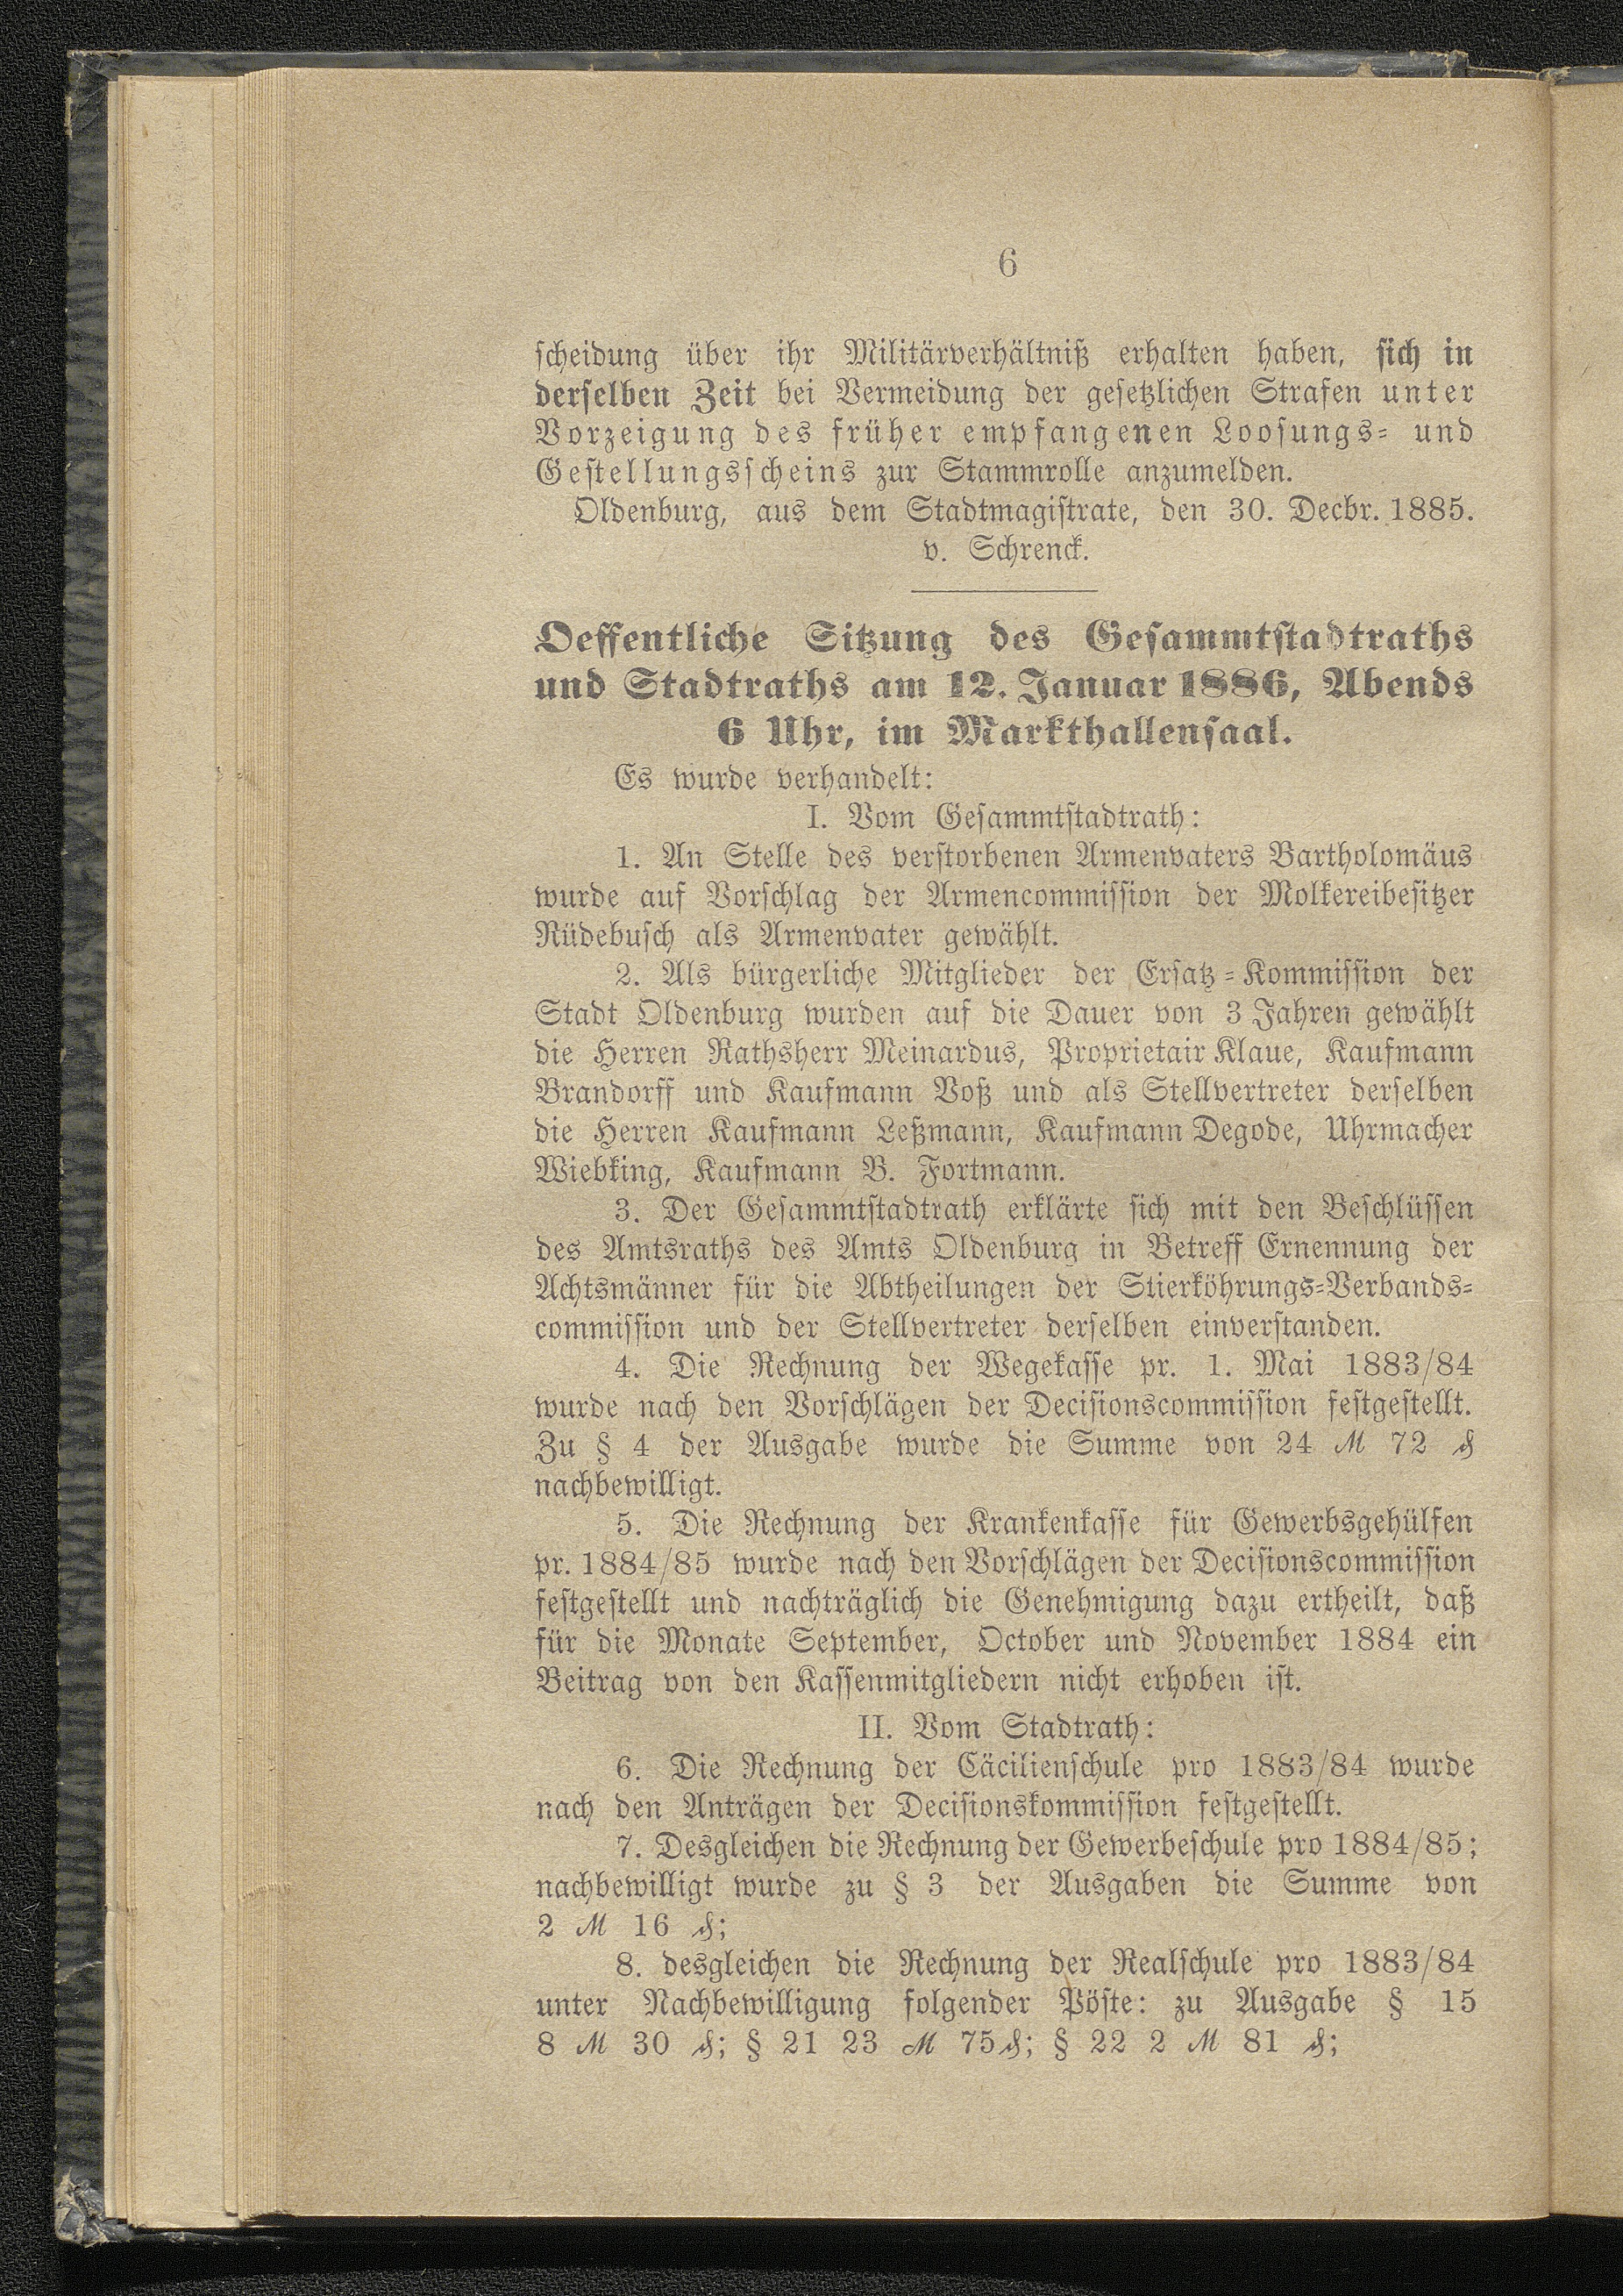 6
scheidung über ihr Militärverhältniß erhalten haben, sich in
derselben Zeit bei Vermeidung der gesetzlichen Strafen unter
Vorzeigung des früher empfangenen Loosungs- und
Gestellungsscheins zur Stammrolle anzumelden.
Oldenburg, aus dem Stadtmagistrate, den 30. Decbr. 1885.
v. Schrenck.
Oeffentliche Sitzung des Gesammtstadtraths
und Stadtraths am 12. Januar 1886, Abends
6 Uhr, im Markthallensaal.
Es wurde verhandelt:
I. Vom Gesammtstadtrath:
1. An Stelle des verstorbenen Armenvaters Bartholomäus
wurde auf Vorschlag der Armencommission der Molkereibesitzer
Rüdebusch als Armenvater gewählt.
2. Als bürgerliche Mitglieder der Ersatz-Kommission der
Stadt Oldenburg wurden auf die Dauer von 3 Jahren gewählt
die Herren Rathsherr Meinardus, Proprietair Klaue, Kaufmann
Brandorff und Kaufmann Voß und als Stellvertreter derselben
die Herren Kaufmann Leßmann, Kaufmann Degode, Uhrmacher
Wiebking, Kaufmann B. Fortmann.
3. Der Gesammtstadtrath erklärte sich mit den Beschlüssen
des Amtsraths des Amts Oldenburg in Betreff Ernennung der
Achtsmänner für die Abtheilungen der Stierköhrungs-Verbands-
commission und der Stellvertreter derselben einverstanden.
4. Die Rechnung der Wegekasse pr. 1. Mai 1883/84
wurde nach den Vorschlägen der Decisionscommission festgestellt.
Zu § 4 der Ausgabe wurde die Summe von 24 ℳ 72 ₰
nachbewilligt.
5. Die Rechnung der Krankenkasse für Gewerbsgehülfen
pr. 1884/85 wurde nach den Vorschlägen der Decisionscommission
festgestellt und nachträglich die Genehmigung dazu ertheilt, daß
für die Monate September, October und November 1884 ein
Beitrag von den Kassenmitgliedern nicht erhoben ist.
II. Vom Stadtrath:
6. Die Rechnung der Cäcilienschule pro 1883/84 wurde
nach den Anträgen der Decisionskommission festgestellt.
7. Desgleichen die Rechnung der Gewerbeschule pro 1884/85;
nachbewilligt wurde zu § 3 der Ausgaben die Summe von
2 ℳ 16 ₰;
8. desgleichen die Rechnung der Realschule pro 1883/84
unter Nachbewilligung folgender Pöste: zu Ausgabe § 15
8 ℳ 30 ₰; § 21 23 ℳ 75 ₰; § 22 2 ℳ 81 ₰;